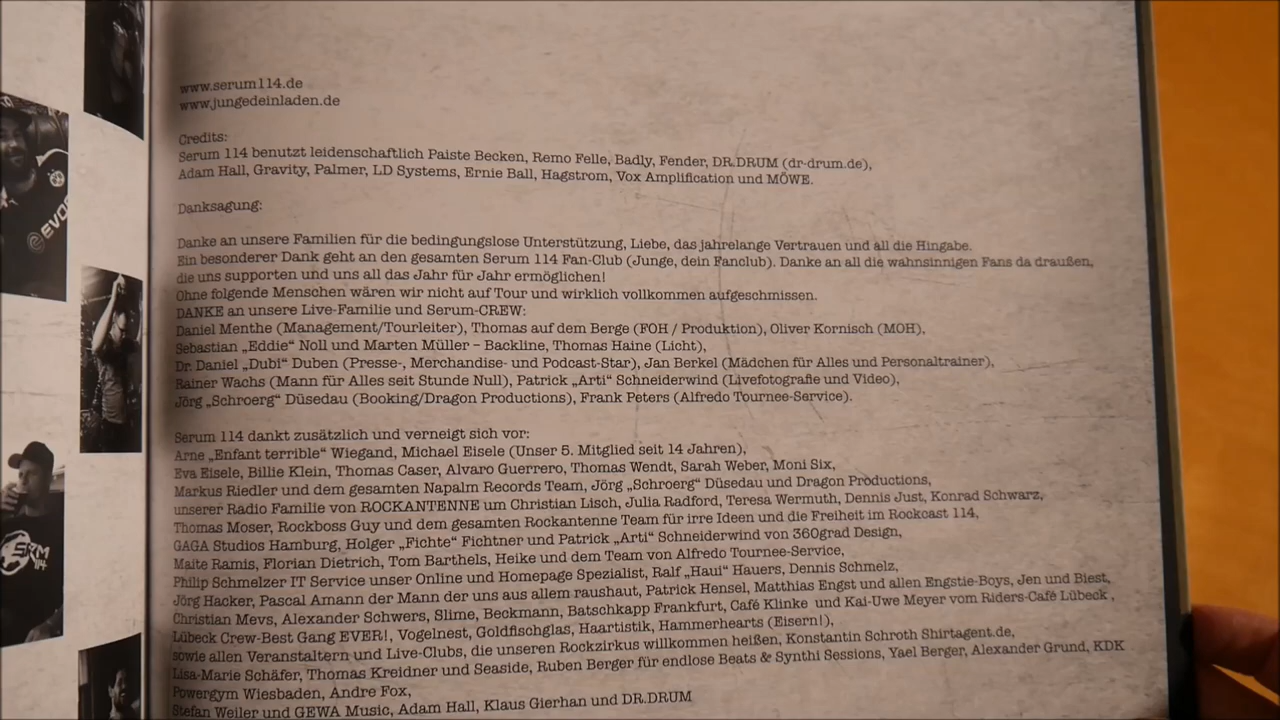 www.serum114.de
www.jungedeinladen.de
Credits:
Serum 114 benutzt leidenschaftlich Paiste Becken, Remo Felle, Badly, Fender, DR.DRUM (dr-drum.de),
Adam Hall, Gravity, Palmer, LD Systems, Ernie Ball, Hagstrom, Vox Amplification und MÖWE.
Danksagung:
Danke an unsere Familien für die bedingungslose Unterstützung, Liebe, das jahrelange Vertrauen und all die Hingabe.
Ein besonderer Dank geht an den gesamten Serum 114 Fan-Club (Junge, dein Fanclub). Danke an all die wahnsinnigen Fans da draußen,
die uns supporten und uns all das Jahr für Jahr ermöglichen!
Ohne folgende Menschen wären wir nicht auf Tour und wirklich vollkommen aufgeschmissen.
DANKE an unsere Live-Familie und Serum-CREW:
Daniel Menthe (Management/Tourleiter), Thomas auf dem Berge (FOH / Produktion), Oliver Kornisch (MOH),
Sebastian „Eddie“ Noll und Marten Müller – Backline, Thomas Haine (Licht),
Dr. Daniel „Dubi“ Duben (Presse-, Merchandise- und Podcast-Star), Jan Berkel (Mädchen für Alles und Personaltrainer),
Rainer Wachs (Mann für Alles seit Stunde Null), Patrick „Arti“ Schneiderwind (Livefotografie und Video),
Jörg „Schroerg“ Düsedau (Booking/Dragon Productions), Frank Peters (Alfredo Tournee-Service).
Serum 114 dankt zusätzlich und verneigt sich vor:
Arne „Enfant terrible“ Wiegand, Michael Eisele (Unser 5. Mitglied seit 14 Jahren),
Eva Eisele, Billie Klein, Thomas Caser, Alvaro Guerrero, Thomas Wendt, Sarah Weber, Moni Six,
Markus Riedler und dem gesamten Napalm Records Team, Jörg „Schroerg“ Düsedau und Dragon Productions,
unserer Radio Familie von ROCKANTENNE um Christian Lisch, Julia Radford, Teresa Wermuth, Dennis Just, Konrad Schwarz,
Thomas Moser, Rockboss Guy und dem gesamten Rockantenne Team für irre Ideen und die Freiheit im Rockcast 114,
GAGA Studios Hamburg, Holger „Fichte“ Fichtner und Patrick „Arti“ Schneiderwind von 360grad Design,
Maite Ramis, Florian Dietrich, Tom Barthels, Heike und dem Team von Alfredo Tournee-Service,
Philip Schmelzer IT Service unser Online und Homepage Spezialist, Ralf „Haui“ Hauers, Dennis Schmelz,
Jörg Hacker, Pascal Amann der Mann der uns aus allem raushaut, Patrick Hensel, Matthias Engst und allen Engstie-Boys, Jen und Biest,
Christian Mevs, Alexander Schwers, Slime, Beckmann, Batschkapp Frankfurt, Café Klinke und Kai-Uwe Meyer vom Riders-Café Lübeck ,
Lübeck Crew-Best Gang EVER!, Vogelnest, Goldfischglas, Haartistik, Hammerhearts (Eisern!),
sowie allen Veranstaltern und Live-Clubs, die unseren Rockzirkus willkommen heißen, Konstantin Schroth Shirtagent.de,
Lisa-Marie Schäfer, Thomas Kreidner und Seaside, Ruben Berger für endlose Beats & Synthi Sessions, Yael Berger, Alexander Grund, KDK
Powergym Wiesbaden, Andre Fox,
Stefan Weiler und GEWA Music, Adam Hall, Klaus Gierhan und DR.DRUM